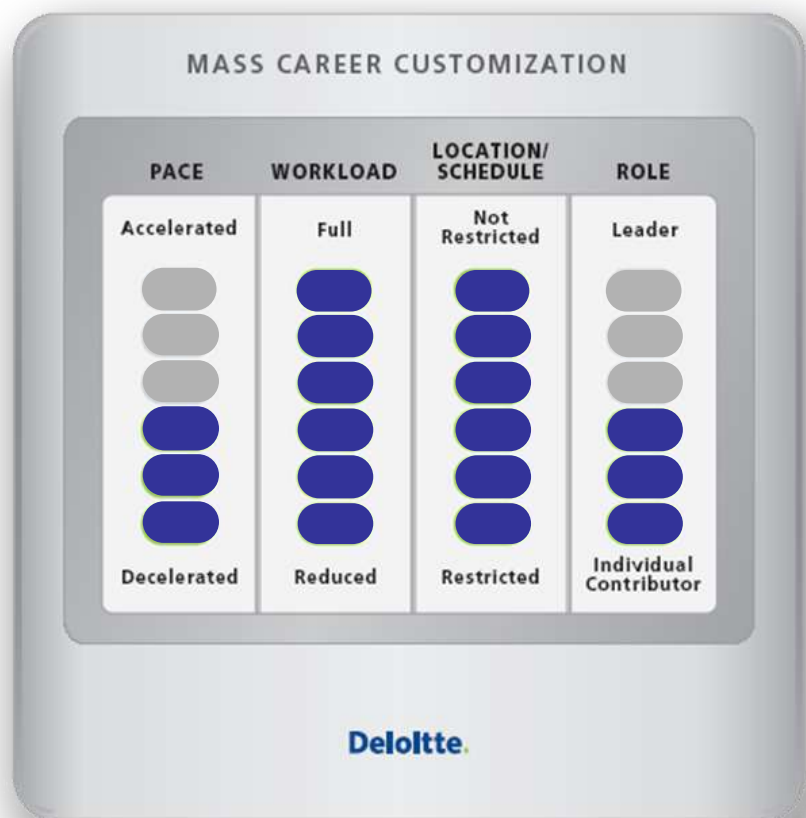 MASS CAREER CUSTOMIZATION
PACE
WORKLOAD
LOCATION/
SCHEDULE
ROLE
Accelerated
Full
Not
Restricted
Leader
Decelerated
Reduced
Restricted
Individual
Contributor
Deloitte.